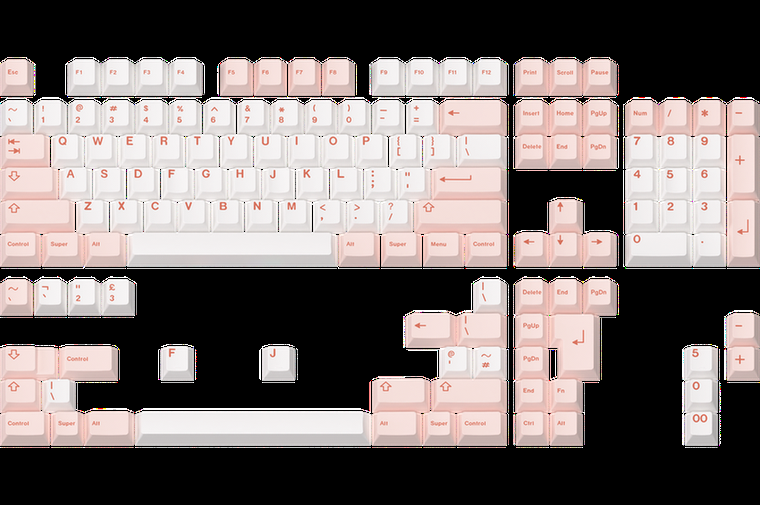 Esc F1 F2 F3 F4 F5 F6 F7 F8 F9 F10 F11 F12 Print Scroll Pause
~ ! @ # $ % ^ & * ( ) – + ← Insert Home PgUp Num / * −
` 1 2 3 4 5 6 7 8 9 0 - =
Q W E R T Y U I O P { } | Delete End PgDn 7 8 9 +
[ ] \
A S D F G H J K L : " 4 5 6
; '
Z X C V B N M < > ? ⇧ ↑ 1 2 3
, . /
Control Super Alt Alt Super Menu Control ← ↓ → 0 .
~ ¬ " £ | Delete End PgDn
\ ` 2 3 \
← | PgUp −
\
Control F J @ ~ PgDn 5 +
' #
⇧ | ⇧ ⇧ End Fn 0
\
Control Super Alt Alt Super Control Ctrl Alt 00